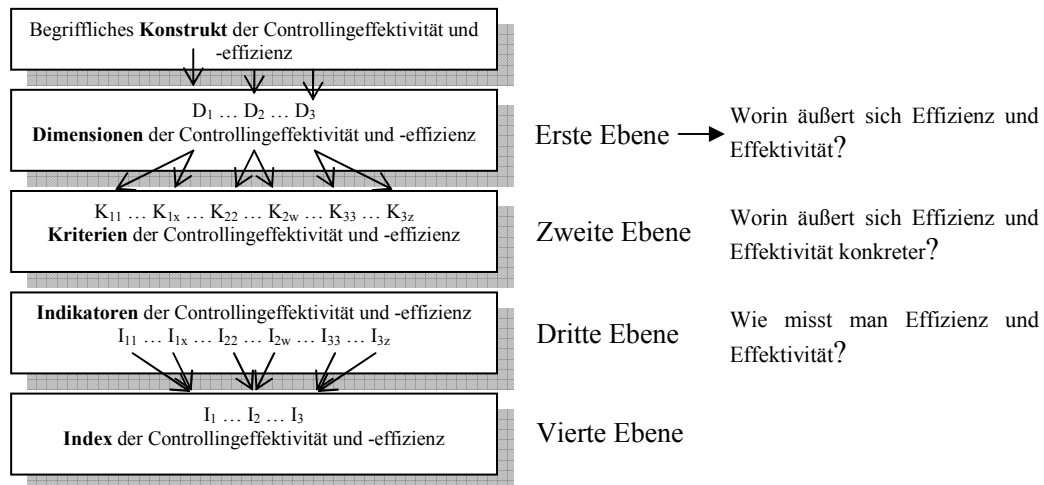 Begriffliches Konstrukt der Controllingeffektivität und
-effizienz
D₁ … D₂ … D₃
Dimensionen der Controllingeffektivität und -effizienz
Erste Ebene
Worin äußert sich Effizienz und
Effektivität?
K₁₁ … K₁ₓ … K₂₂ … K₂w … K₃₃ … K₃z
Kriterien der Controllingeffektivität und -effizienz
Zweite Ebene
Worin äußert sich Effizienz und
Effektivität konkreter?
Indikatoren der Controllingeffektivität und -effizienz
I₁₁ … I₁ₓ … I₂₂ … I₂w … I₃₃ … I₃z
Dritte Ebene
Wie misst man Effizienz und
Effektivität?
I₁ … I₂ … I₃
Index der Controllingeffektivität und -effizienz
Vierte Ebene